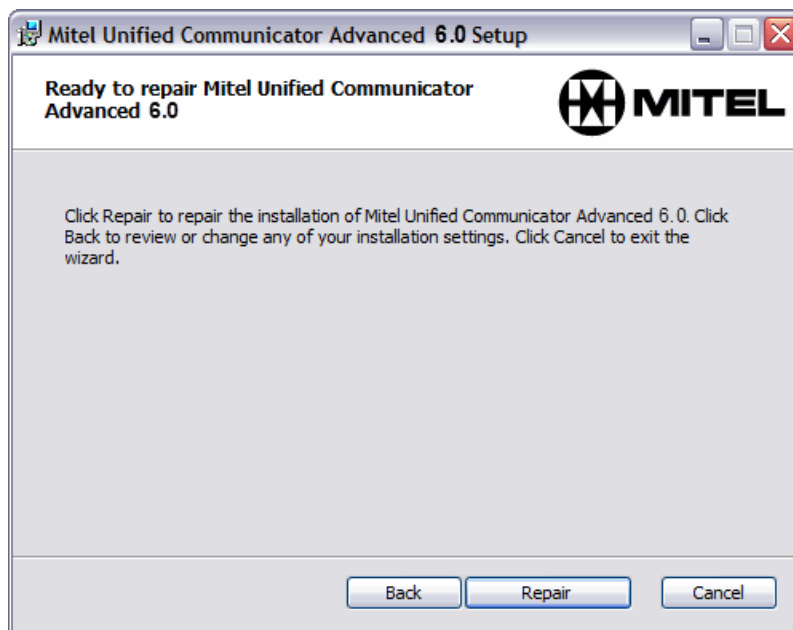 Mitel Unified Communicator Advanced 6.0 Setup
Ready to repair Mitel Unified Communicator
Advanced 6.0
MITEL
Click Repair to repair the installation of Mitel Unified Communicator Advanced 6.0. Click
Back to review or change any of your installation settings. Click Cancel to exit the
wizard.
Back Repair Cancel